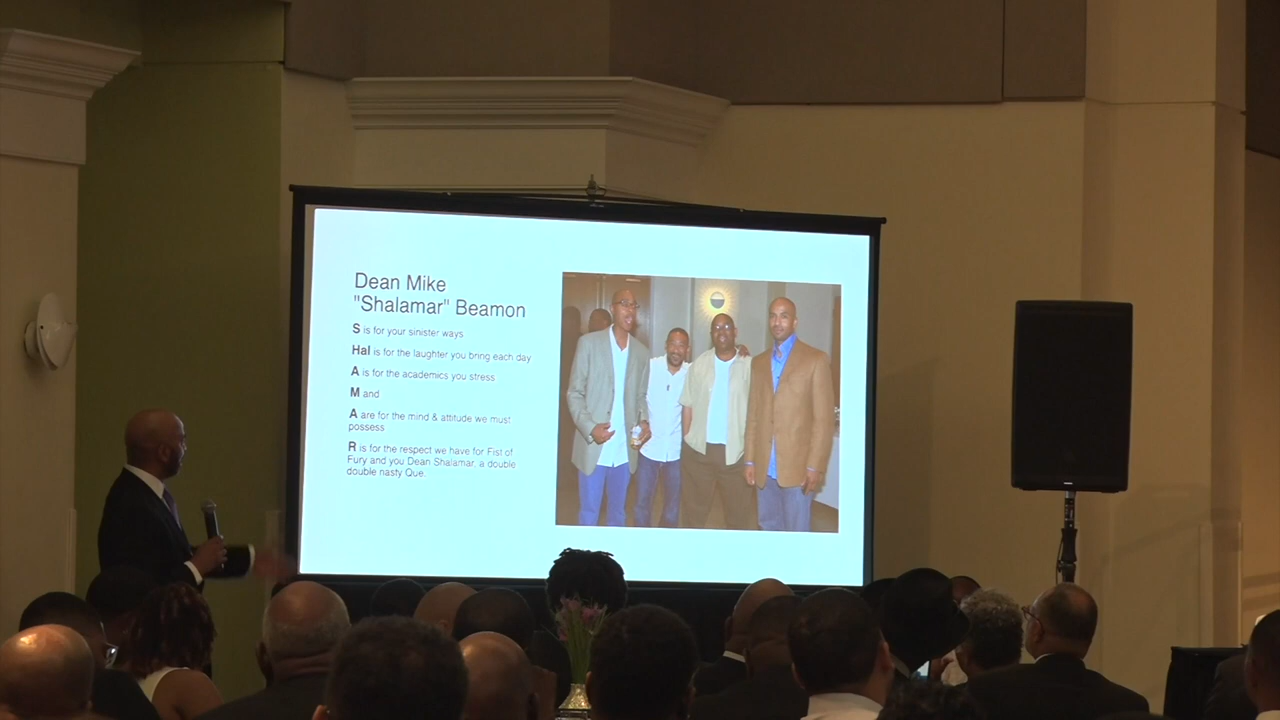 Dean Mike
"Shalamar" Beamon
S is for your sinister ways
Hal is for the laughter you bring each day
A is for the academics you stress
M and
A are for the mind & attitude we must
possess
R is for the respect we have for Fist of
Fury and you Dean Shalamar, a double
double nasty Que.